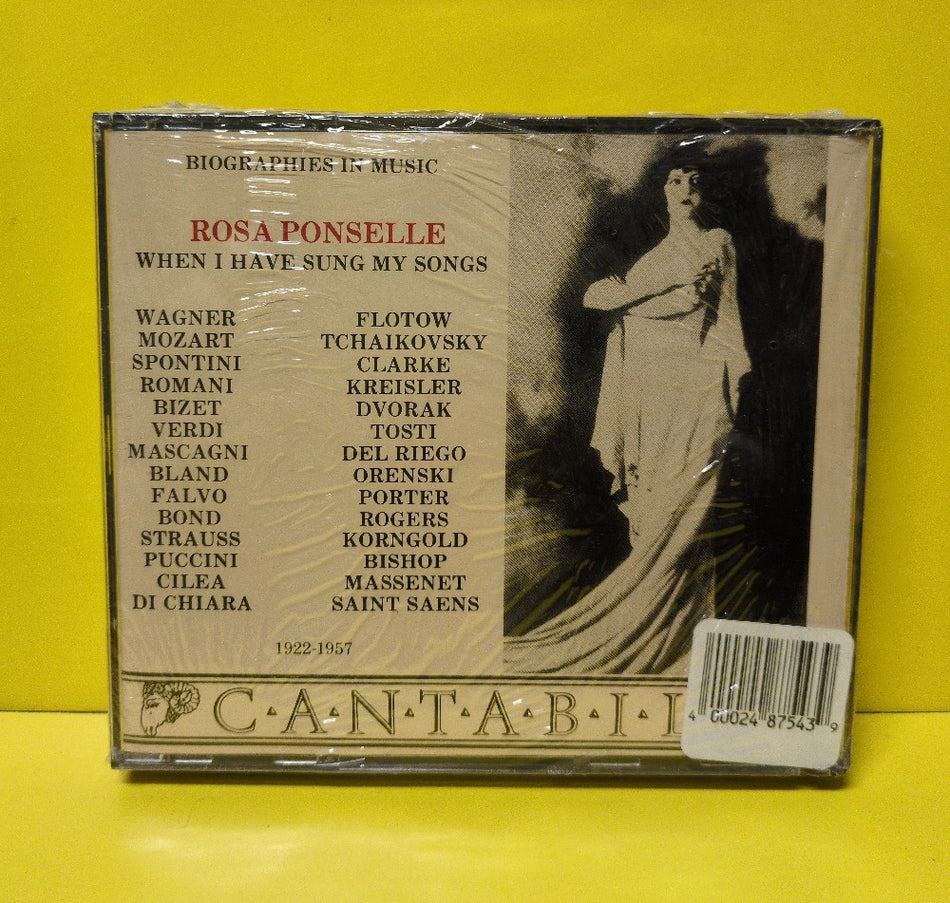 BIOGRAPHIES IN MUSIC
ROSA PONSELLE
WHEN I HAVE SUNG MY SONGS
WAGNER
MOZART
SPONTINI
ROMANI
BIZET
VERDI
MASCAGNI
BLAND
FALVO
BOND
STRAUSS
PUCCINI
CILEA
DI CHIARA
FLOTOW
TCHAIKOVSKY
CLARKE
KREISLER
DVORAK
TOSTI
DEL RIEGO
ORENSKI
PORTER
ROGERS
KORNGOLD
BISHOP
MASSENET
SAINT SAENS
1922-1957
C·A·N·T·A·B·I·L
4 00024 87543 9